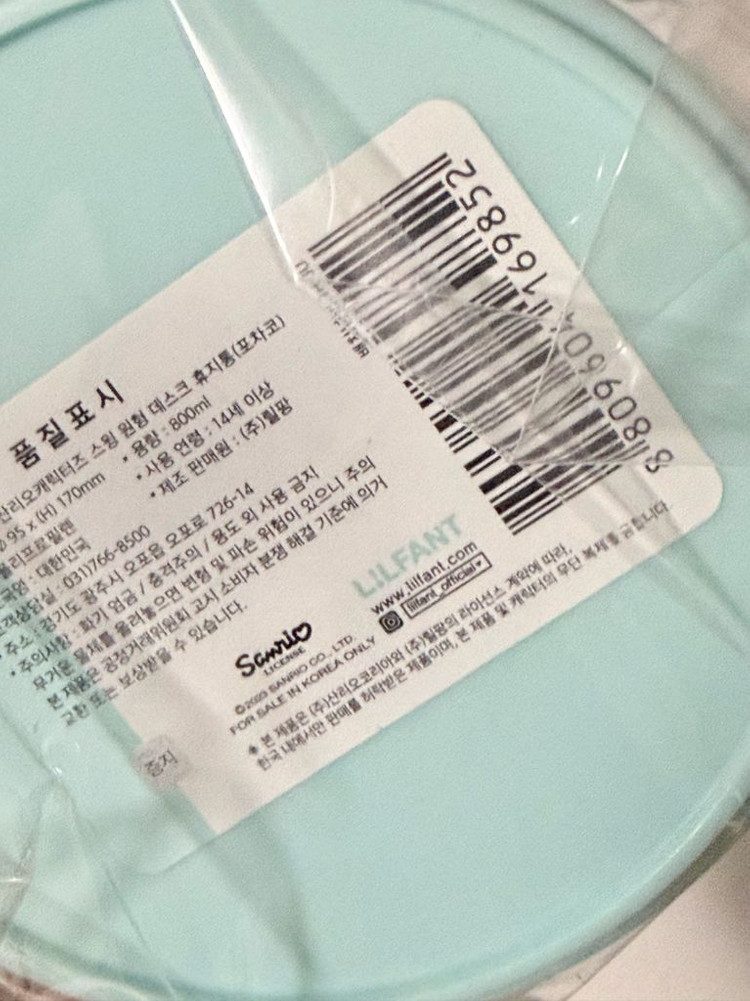 품질표시
산리오캐릭터즈 스윙 원형 데스크 휴지통(포차코)
95 x (H) 170mm • 용량 : 800ml
폴리프로필렌 • 사용 연령 : 14세 이상
대한민국 • 제조 판매원 : (주)릴팡
031)766-8500
• 주소 : 경기도 광주시 오포읍 오포로 726-14
• 주의사항 : 화기 엄금 / 충격주의 / 용도 외 사용 금지
무거운 물체를 올려놓으면 변형 및 파손 위험이 있으니 주의
본 제품은 공정거래위원회 고시 소비자 분쟁 해결 기준에 의거
교환 또는 보상받을 수 있습니다.
8 809604 169852
LiLFANT
www.lilfant.com
lilfant_official
Sanrio
LICENSE
©2023 SANRIO CO., LTD.
FOR SALE IN KOREA ONLY
※ 본 제품은 (주)산리오코리아와 (주)릴팡의 라이선스 계약에 따라,
한국 내에서만 판매를 허락받은 제품이며, 본 제품 및 캐릭터의 무단 복제를 금합니다.
증지